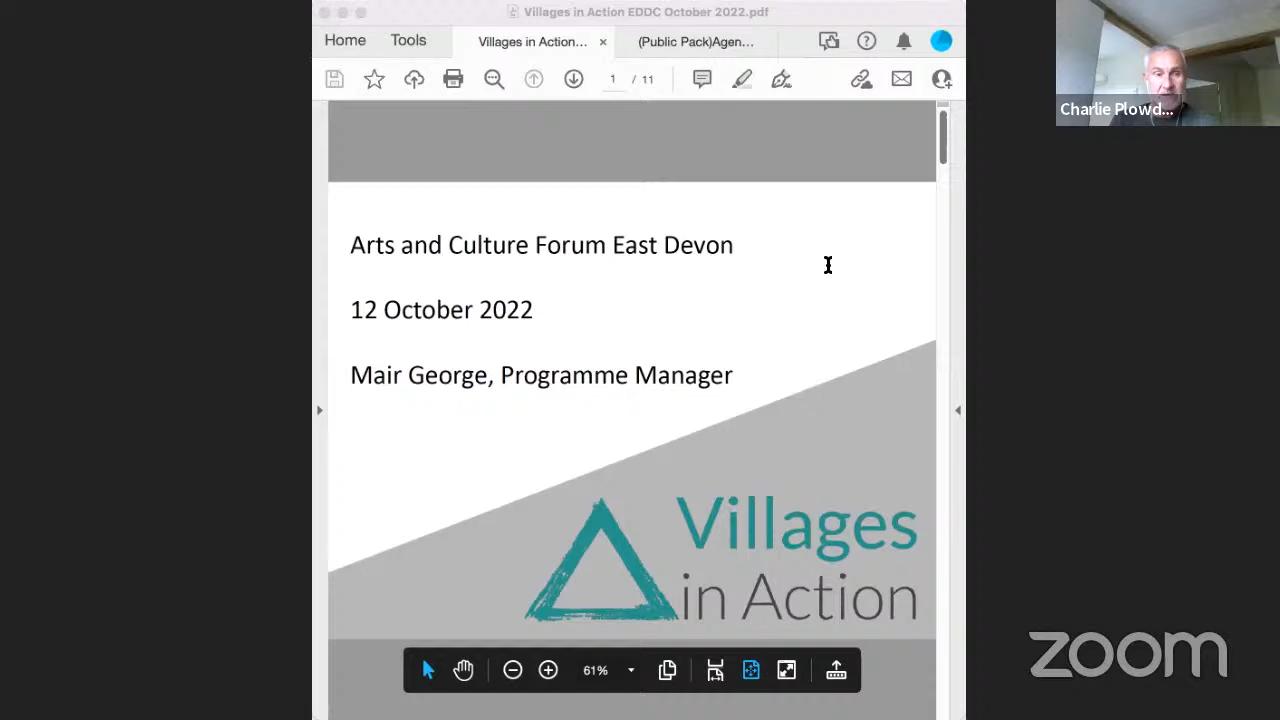 Villages in Action EDDC October 2022.pdf
Home
Tools
Villages in Action...
×
(Public Pack)Agen...
1
/ 11
Charlie Plowd...
Arts and Culture Forum East Devon
12 October 2022
Mair George, Programme Manager
Villages
in Action
61%
zoom